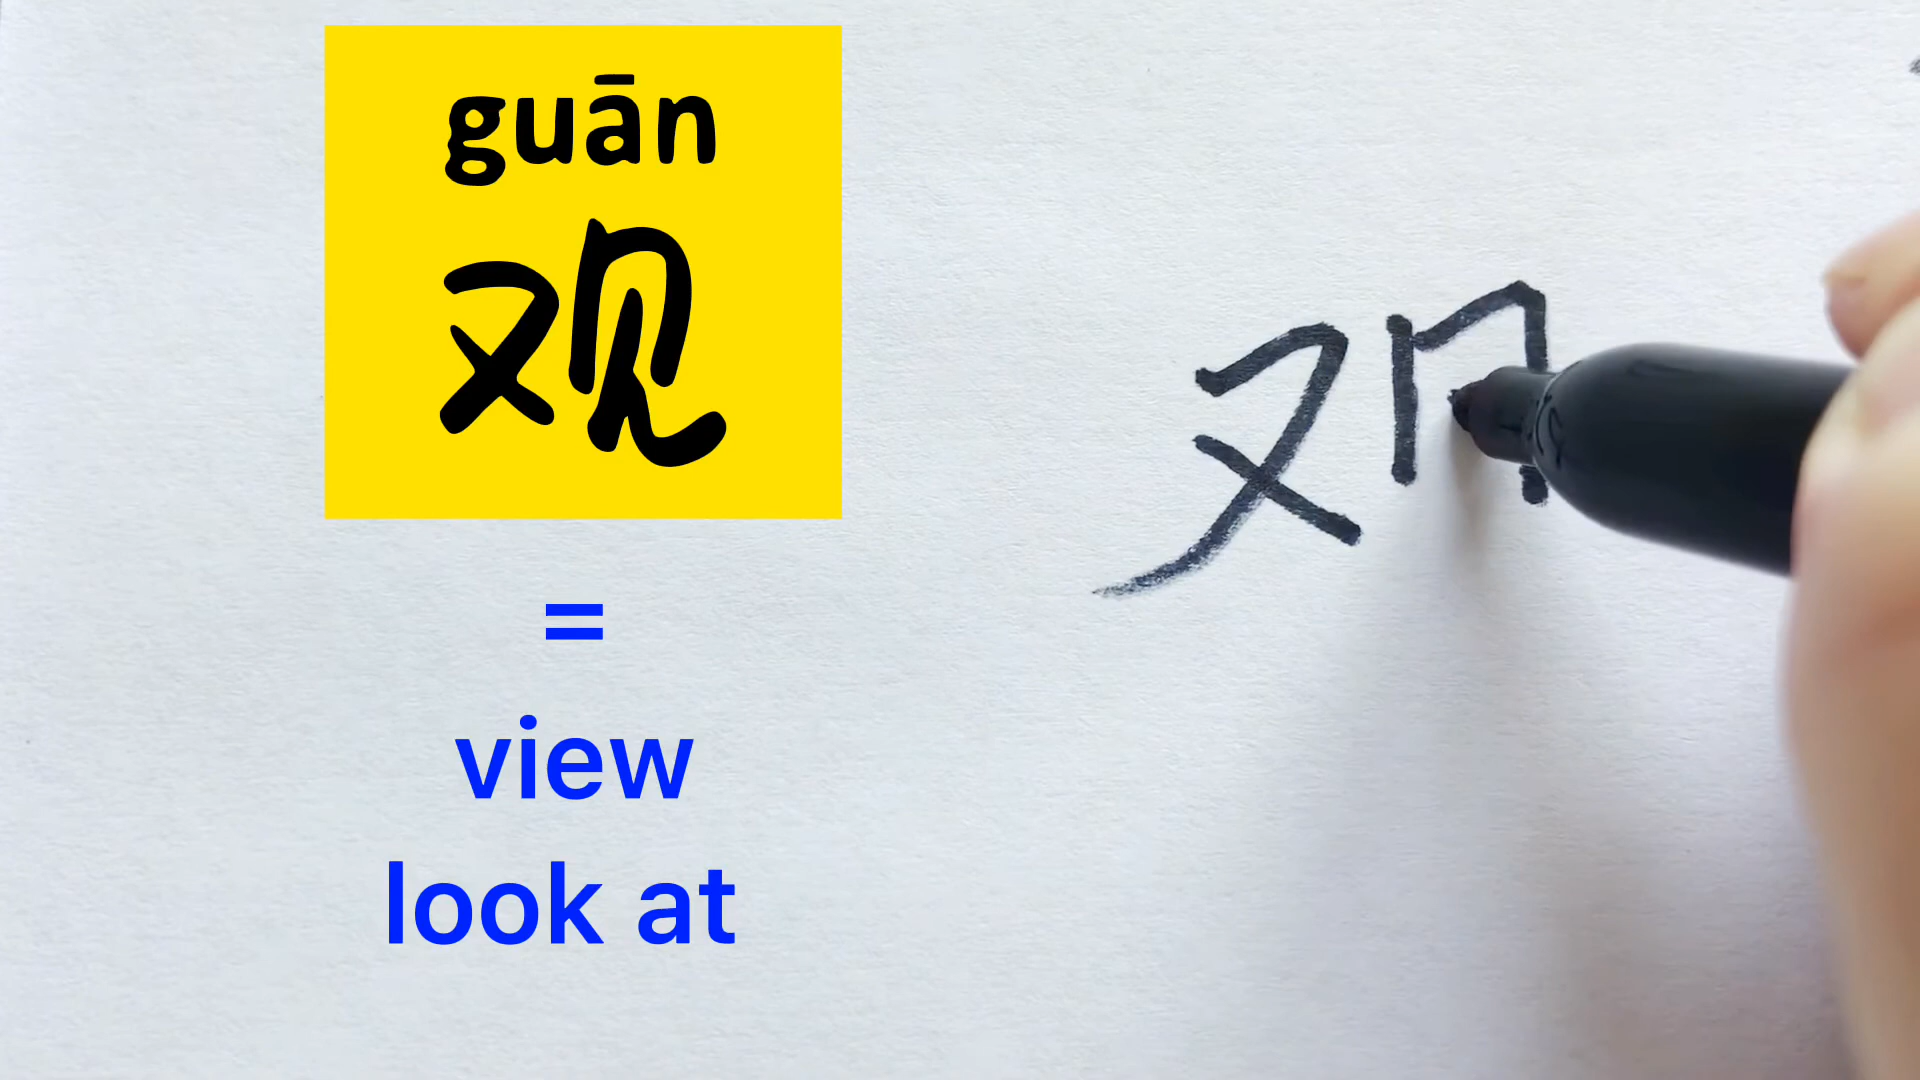 guān
观
=
view
look at